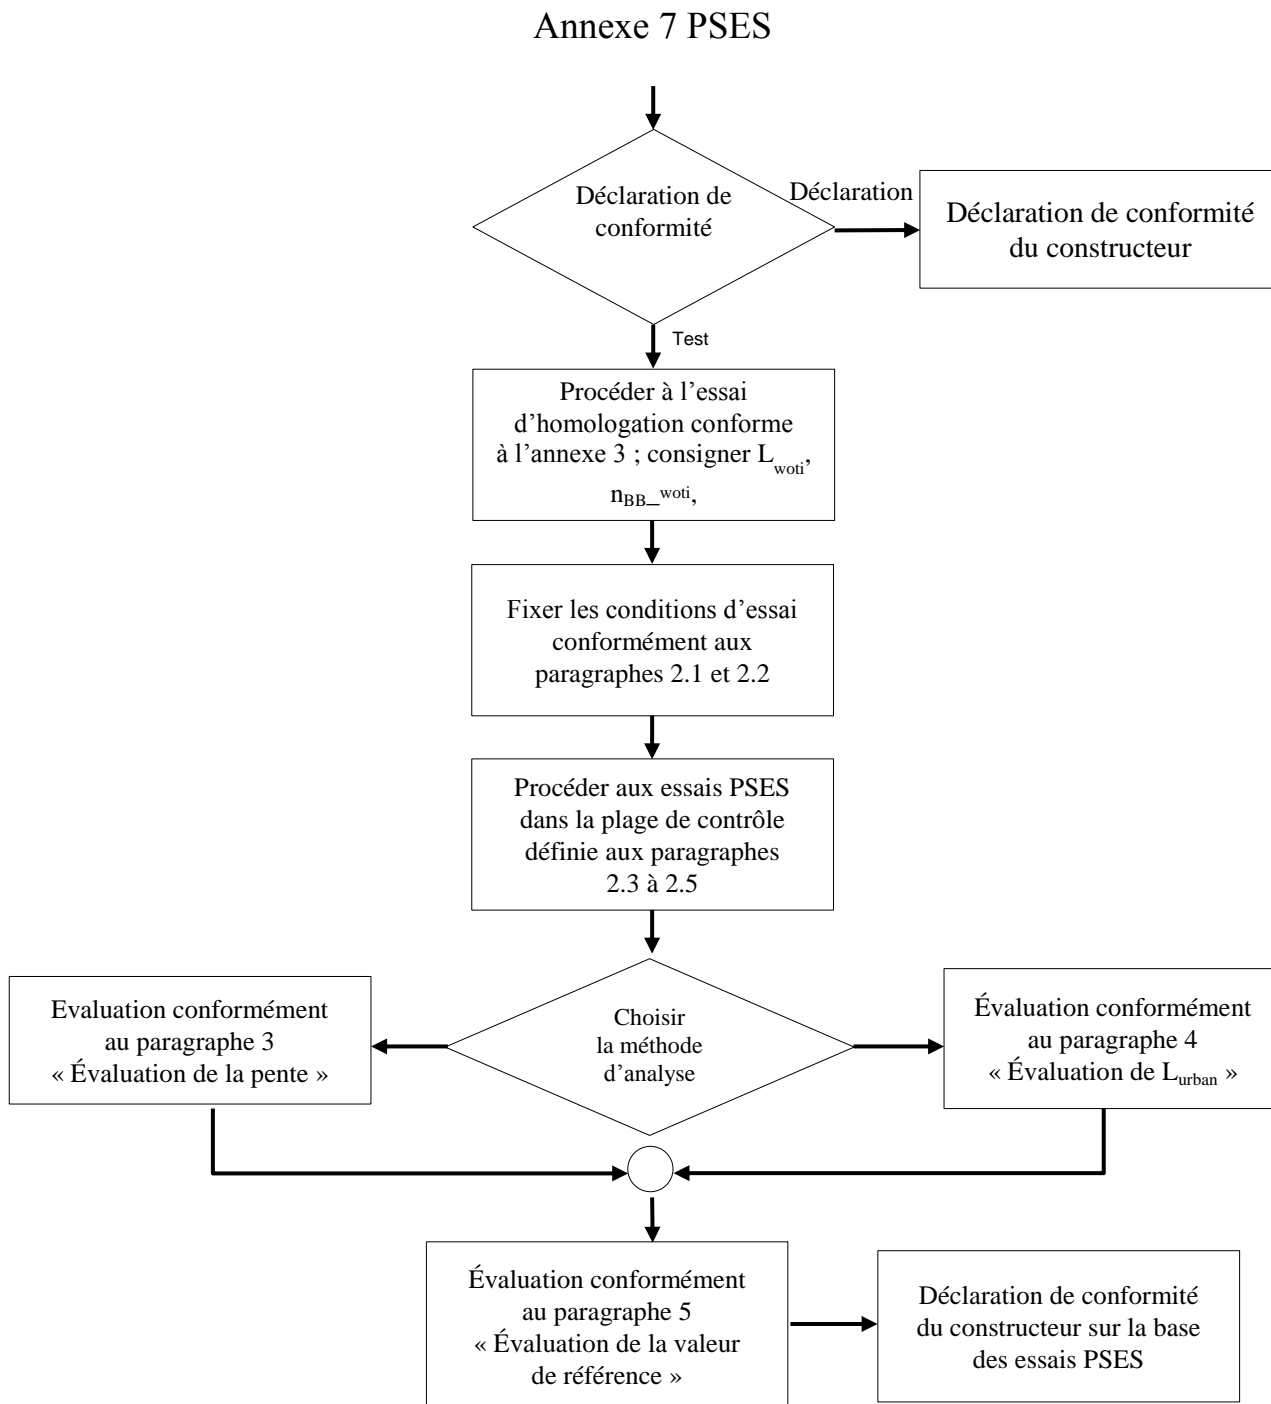 Annexe 7 PSES
Déclaration de
conformité
Déclaration
Déclaration de conformité
du constructeur
Test
Procéder à l’essai
d’homologation conforme
à l’annexe 3 ; consigner Lwoti,
nBB_woti,
Fixer les conditions d’essai
conformément aux
paragraphes 2.1 et 2.2
Procéder aux essais PSES
dans la plage de contrôle
définie aux paragraphes
2.3 à 2.5
Evaluation conformément
au paragraphe 3
« Évaluation de la pente »
Choisir
la méthode
d’analyse
Évaluation conformément
au paragraphe 4
« Évaluation de Lurban »
Évaluation conformément
au paragraphe 5
« Évaluation de la valeur
de référence »
Déclaration de conformité
du constructeur sur la base
des essais PSES